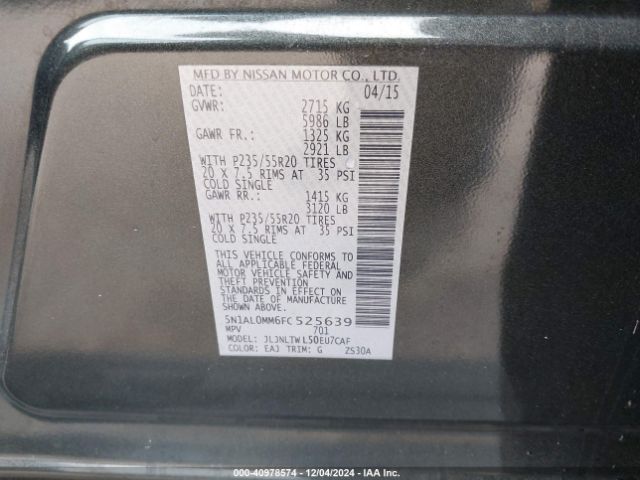 MFD BY NISSAN MOTOR CO., LTD.
DATE: 04/15
GVWR: 2715 KG
5986 LB
GAWR FR.: 1325 KG
2921 LB
WITH P235/55R20 TIRES
20 X 7.5 RIMS AT 35 PSI
COLD SINGLE
GAWR RR.: 1415 KG
3120 LB
WITH P235/55R20 TIRES
20 X 7.5 RIMS AT 35 PSI
COLD SINGLE
THIS VEHICLE CONFORMS TO
ALL APPLICABLE FEDERAL
MOTOR VEHICLE SAFETY AND
THEFT PREVENTION
STANDARDS IN EFFECT ON
THE DATE OF MANUFACTURE
SHOWN ABOVE.
5N1AL0MM6FC525639
MPV 701
MODEL: JLJNLTWL50EU7CAF
COLOR: EAJ TRIM: G ZS30A
000-40978574 • 12/04/2024 • IAA Inc.